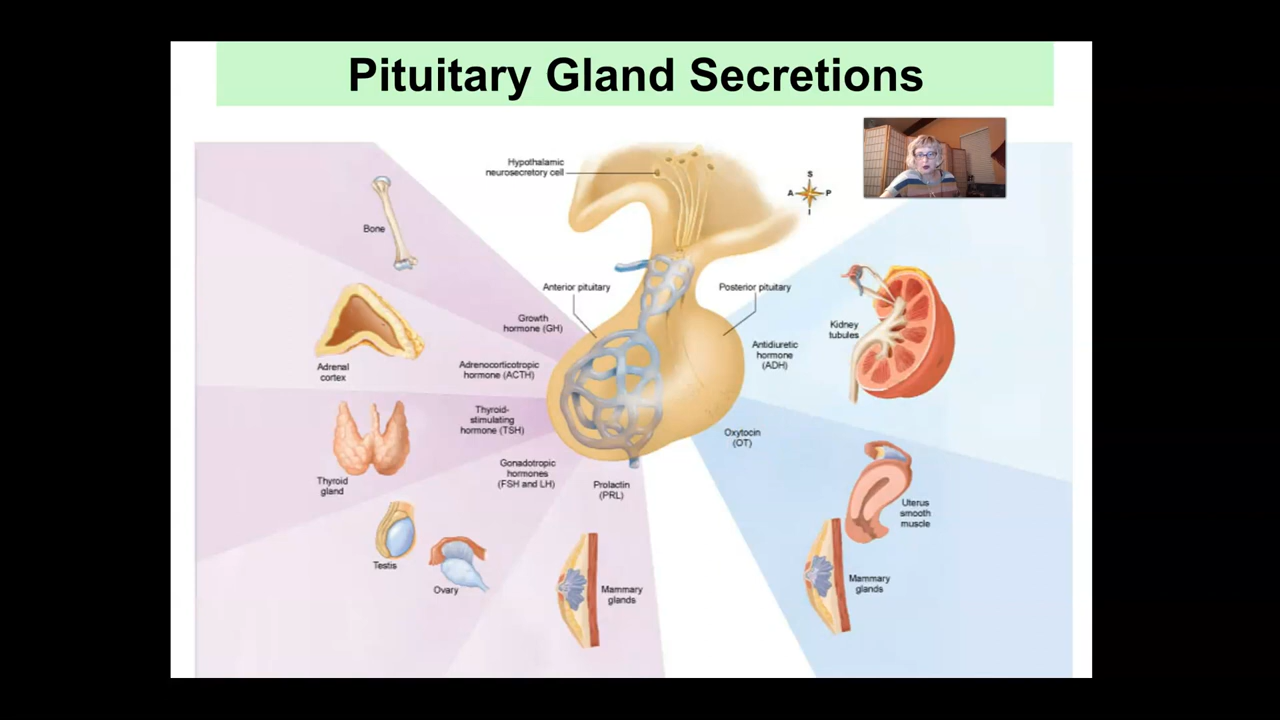 Pituitary Gland Secretions
Hypothalamic
neurosecretory cell
S
A
P
I
Bone
Anterior pituitary
Posterior pituitary
Growth
hormone (GH)
Kidney
tubules
Antidiuretic
hormone
(ADH)
Adrenal
cortex
Adrenocorticotropic
hormone (ACTH)
Thyroid-
stimulating
hormone (TSH)
Oxytocin
(OT)
Thyroid
gland
Gonadotropic
hormones
(FSH and LH)
Prolactin
(PRL)
Uterus
smooth
muscle
Testis
Ovary
Mammary
glands
Mammary
glands